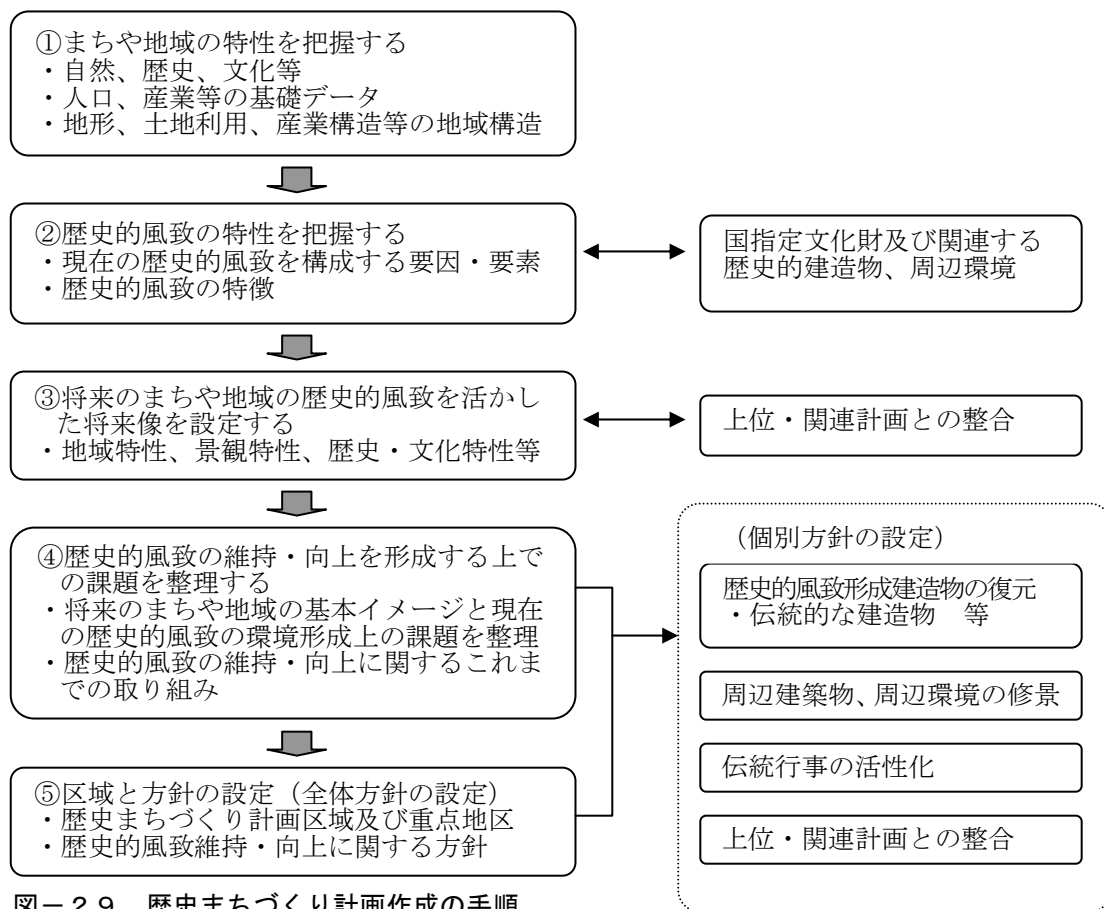 ①まちや地域の特性を把握する
・自然、歴史、文化等
・人口、産業等の基礎データ
・地形、土地利用、産業構造等の地域構造
②歴史的風致の特性を把握する
・現在の歴史的風致を構成する要因・要素
・歴史的風致の特徴
国指定文化財及び関連する
歴史的建造物、周辺環境
③将来のまちや地域の歴史的風致を活かし
た将来像を設定する
・地域特性、景観特性、歴史・文化特性等
上位・関連計画との整合
④歴史的風致の維持・向上を形成する上で
の課題を整理する
・将来のまちや地域の基本イメージと現在
の歴史的風致の環境形成上の課題を整理
・歴史的風致の維持・向上に関するこれま
での取り組み
⑤区域と方針の設定（全体方針の設定）
・歴史まちづくり計画区域及び重点地区
・歴史的風致維持・向上に関する方針
（個別方針の設定）
歴史的風致形成建造物の復元
・伝統的な建造物　等
周辺建築物、周辺環境の修景
伝統行事の活性化
上位・関連計画との整合
図－２９　歴史まちづくり計画作成の手順